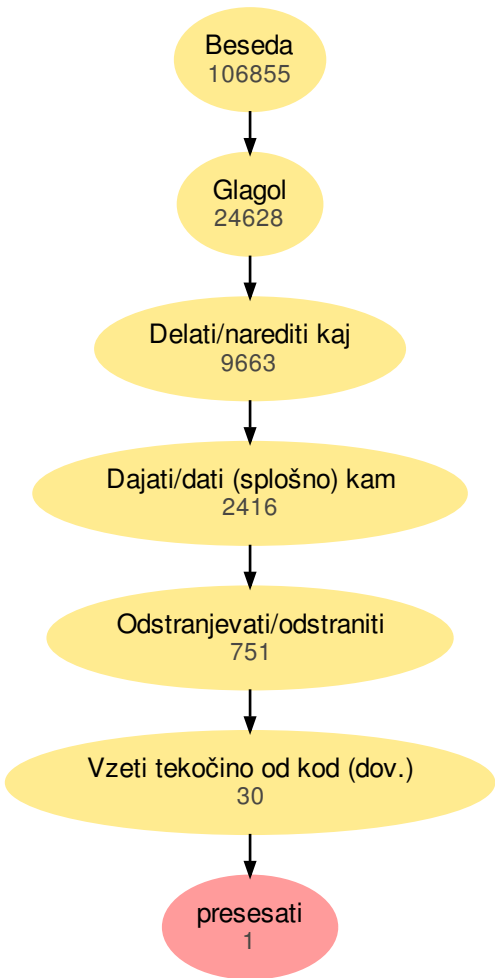 Beseda
106855
Glagol
24628
Delati/narediti kaj
9663
Dajati/dati (splošno) kam
2416
Odstranjevati/odstraniti
751
Vzeti tekočino od kod (dov.)
30
presesati
1